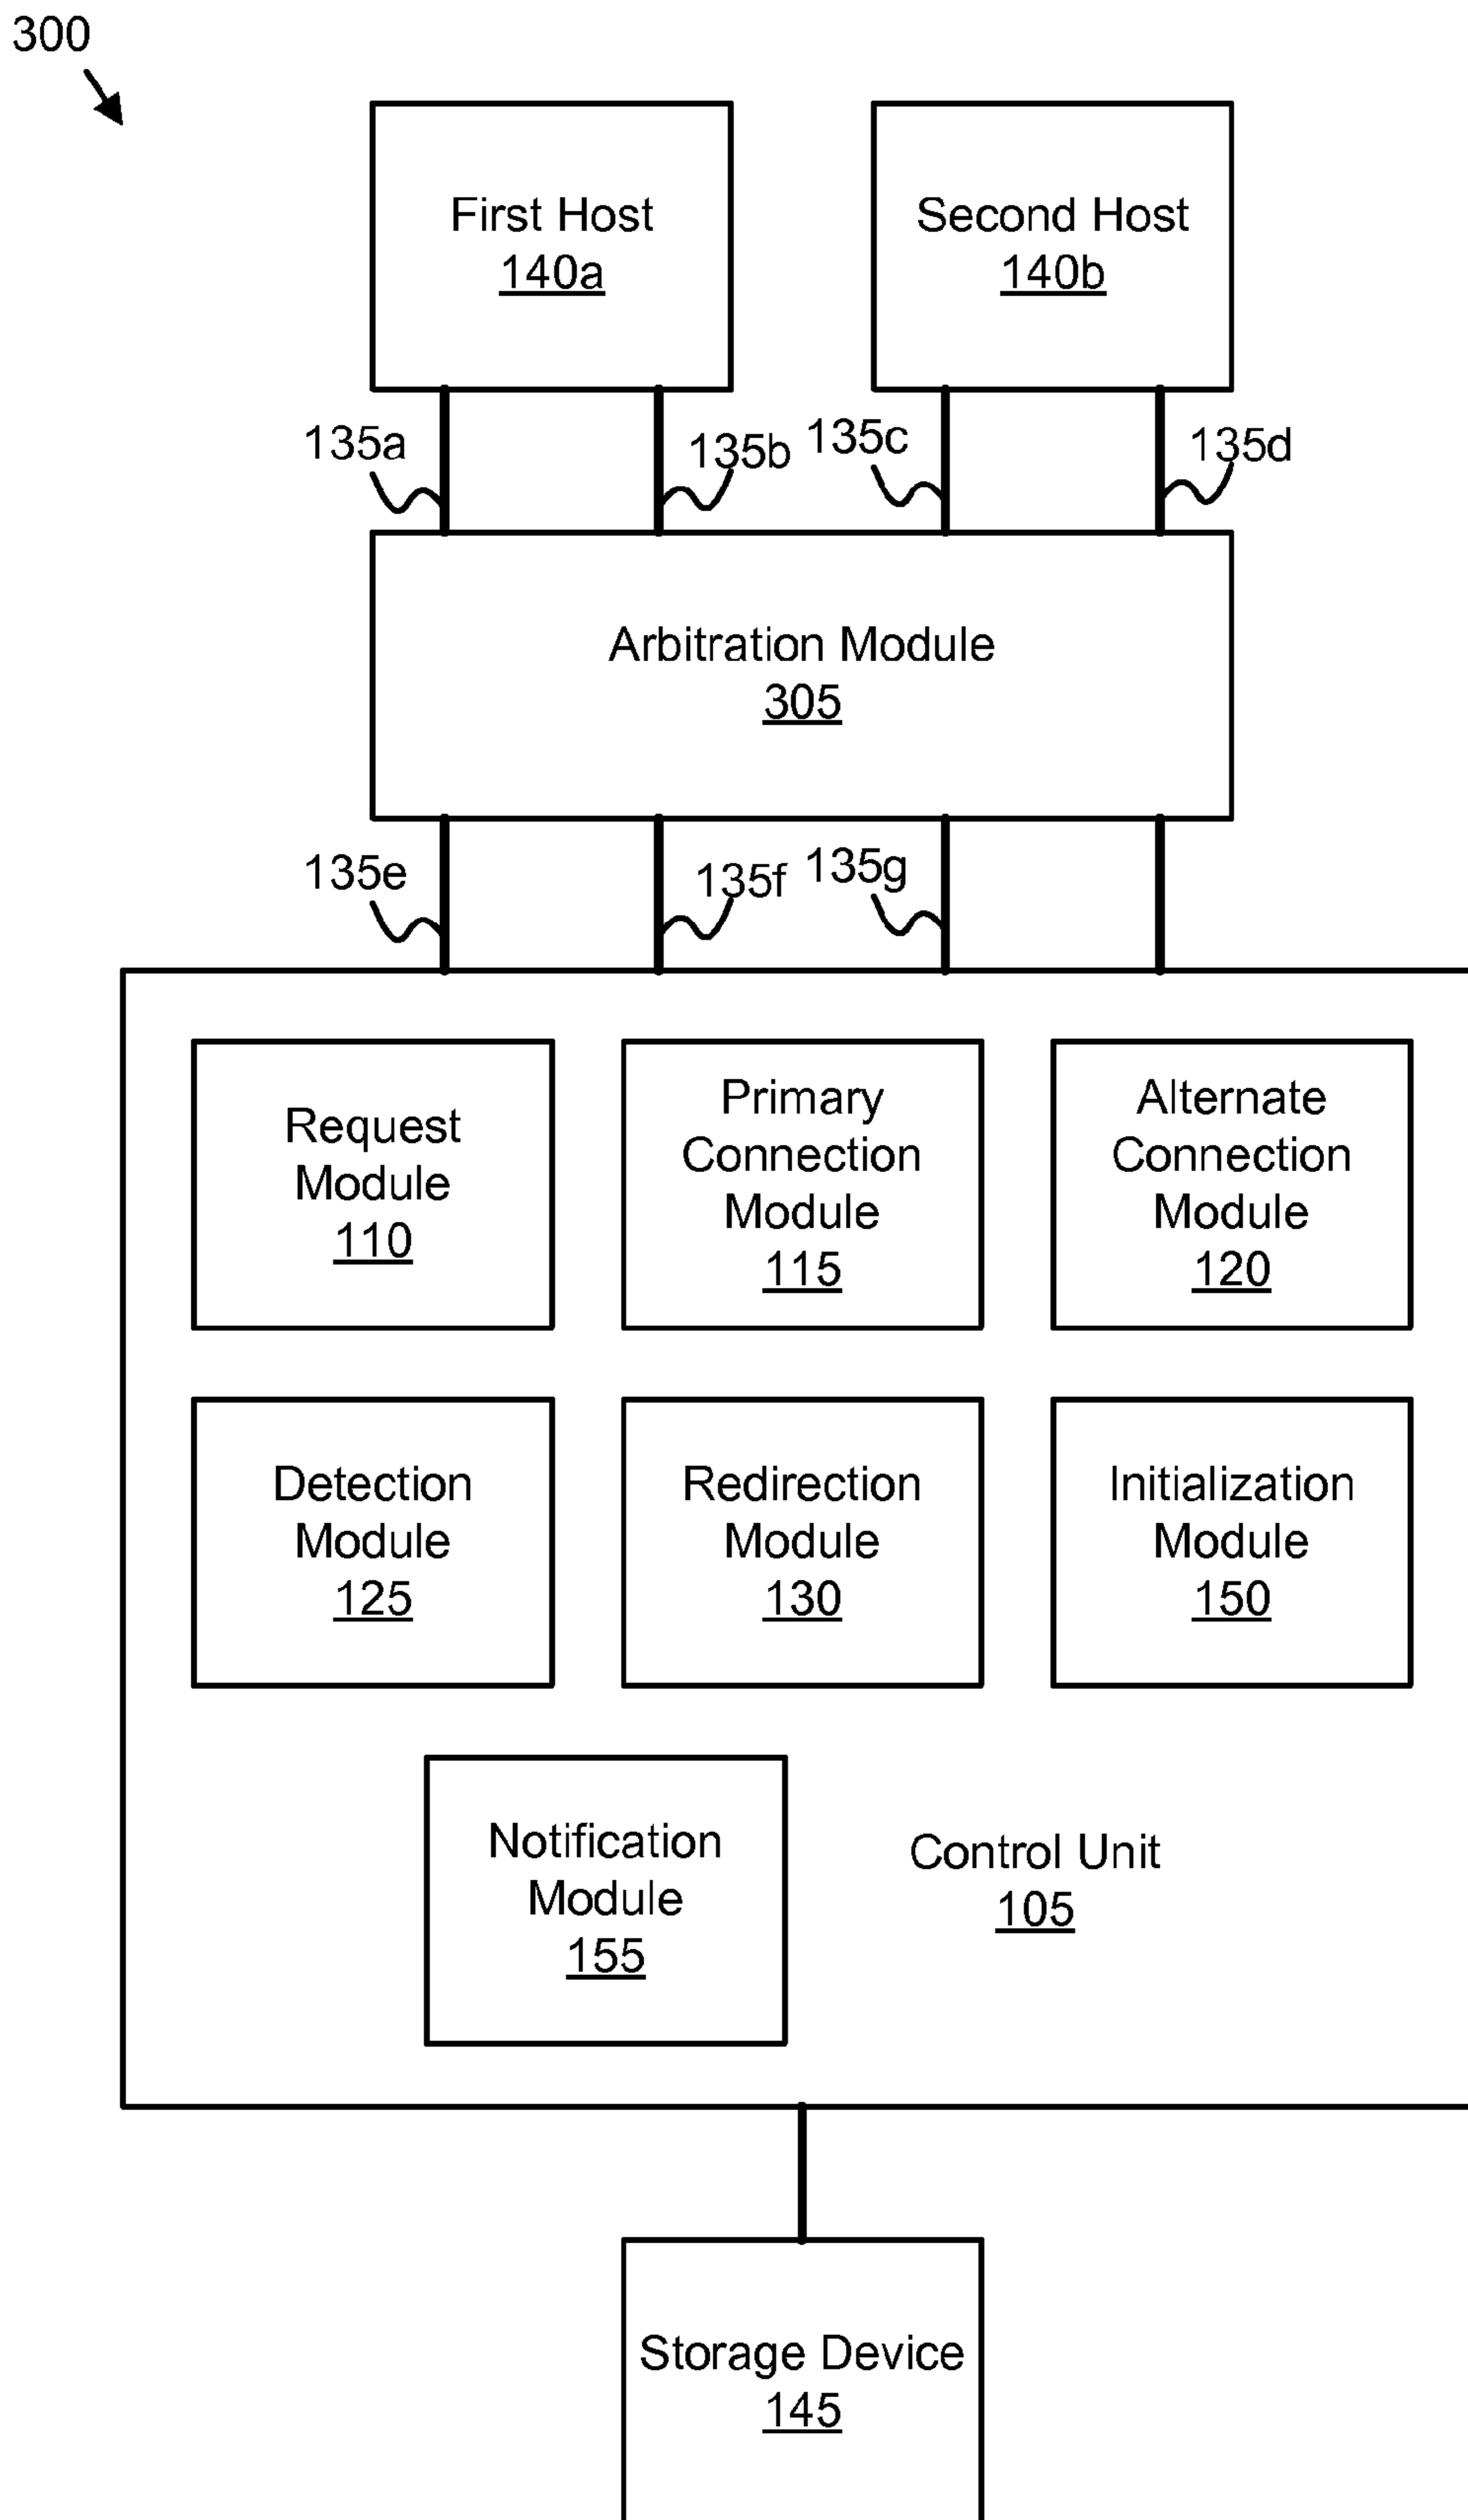 300
First Host
140a
Second Host
140b
135a
135b
135c
135d
Arbitration Module
305
135e
135f
135g
Request
Module
110
Primary
Connection
Module
115
Alternate
Connection
Module
120
Detection
Module
125
Redirection
Module
130
Initialization
Module
150
Notification
Module
155
Control Unit
105
Storage Device
145